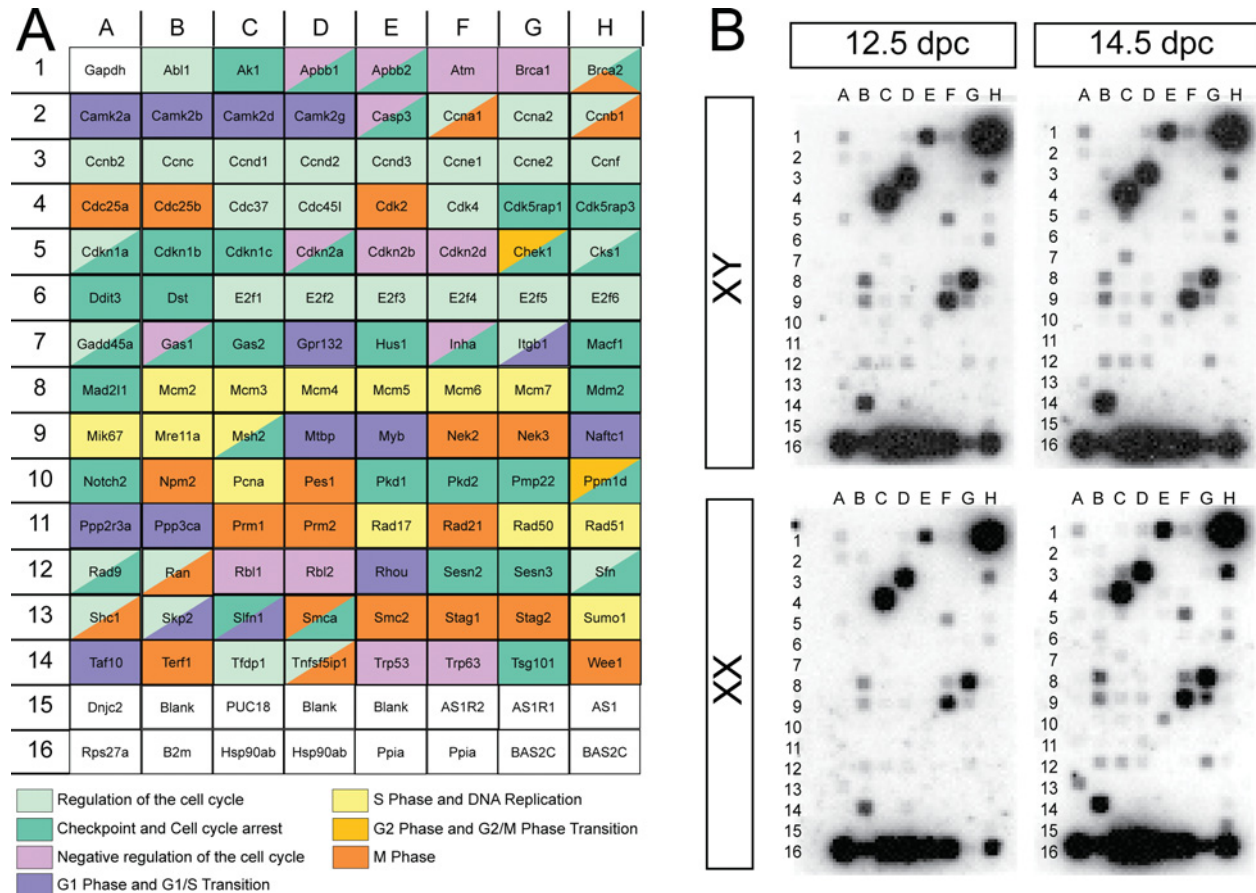 A
A B C D E F G H
1 Gapdh Abl1 Ak1 Apbb1 Apbb2 Atm Brca1 Brca2
2 Camk2a Camk2b Camk2d Camk2g Casp3 Ccna1 Ccna2 Ccnb1
3 Ccnb2 Ccnc Ccnd1 Ccnd2 Ccnd3 Ccne1 Ccne2 Ccnf
4 Cdc25a Cdc25b Cdc37 Cdc45l Cdk2 Cdk4 Cdk5rap1 Cdk5rap3
5 Cdkn1a Cdkn1b Cdkn1c Cdkn2a Cdkn2b Cdkn2d Chek1 Cks1
6 Ddit3 Dst E2f1 E2f2 E2f3 E2f4 E2f5 E2f6
7 Gadd45a Gas1 Gas2 Gpr132 Hus1 Inha Itgb1 Macf1
8 Mad2l1 Mcm2 Mcm3 Mcm4 Mcm5 Mcm6 Mcm7 Mdm2
9 Mik67 Mre11a Msh2 Mtbp Myb Nek2 Nek3 Naftc1
10 Notch2 Npm2 Pcna Pes1 Pkd1 Pkd2 Pmp22 Ppm1d
11 Ppp2r3a Ppp3ca Prm1 Prm2 Rad17 Rad21 Rad50 Rad51
12 Rad9 Ran Rbl1 Rbl2 Rhou Sesn2 Sesn3 Sfn
13 Shc1 Skp2 Slfn1 Smca Smc2 Stag1 Stag2 Sumo1
14 Taf10 Terf1 Tfdp1 Tnfsf5ip1 Trp53 Trp63 Tsg101 Wee1
15 Dnjc2 Blank PUC18 Blank Blank AS1R2 AS1R1 AS1
16 Rps27a B2m Hsp90ab Hsp90ab Ppia Ppia BAS2C BAS2C
Regulation of the cell cycle
Checkpoint and Cell cycle arrest
Negative regulation of the cell cycle
G1 Phase and G1/S Transition
S Phase and DNA Replication
G2 Phase and G2/M Phase Transition
M Phase
B
12.5 dpc
14.5 dpc
XY
A B C D E F G H
1
2
3
4
5
6
7
8
9
10
11
12
13
14
15
16
A B C D E F G H
1
2
3
4
5
6
7
8
9
10
11
12
13
14
15
16
XX
A B C D E F G H
1
2
3
4
5
6
7
8
9
10
11
12
13
14
15
16
A B C D E F G H
1
2
3
4
5
6
7
8
9
10
11
12
13
14
15
16